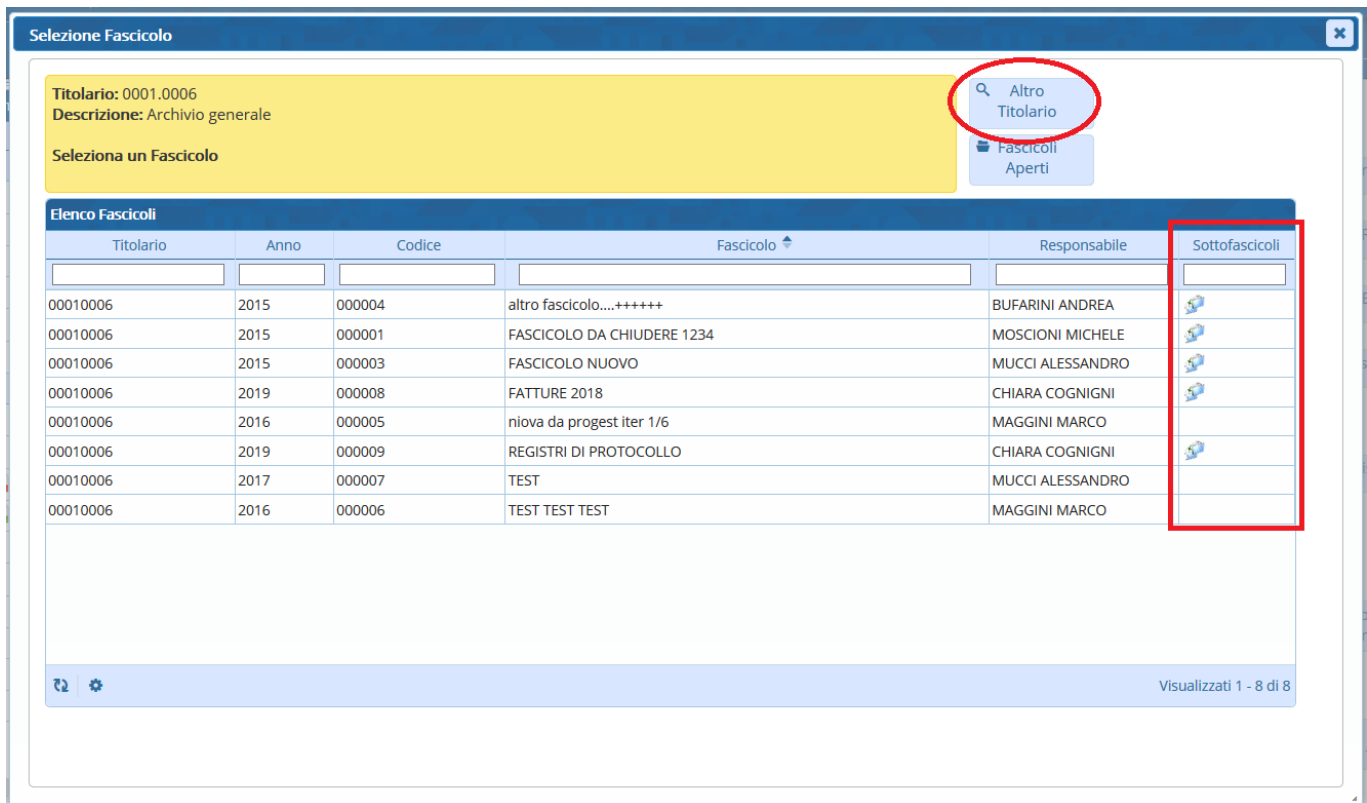 Selezione Fascicolo
Titolario: 0001.0006
Descrizione: Archivio generale
Seleziona un Fascicolo
Altro
Titolario
Fascicoli
Aperti
Elenco Fascicoli
Titolario Anno Codice Fascicolo Responsabile Sottofascicoli
00010006 2015 000004 altro fascicolo....++++++ BUFARINI ANDREA
00010006 2015 000001 FASCICOLO DA CHIUDERE 1234 MOSCIONI MICHELE
00010006 2015 000003 FASCICOLO NUOVO MUCCI ALESSANDRO
00010006 2019 000008 FATTURE 2018 CHIARA COGNIGNI
00010006 2016 000005 niova da progest iter 1/6 MAGGINI MARCO
00010006 2019 000009 REGISTRI DI PROTOCOLLO CHIARA COGNIGNI
00010006 2017 000007 TEST MUCCI ALESSANDRO
00010006 2016 000006 TEST TEST TEST MAGGINI MARCO
Visualizzati 1 - 8 di 8